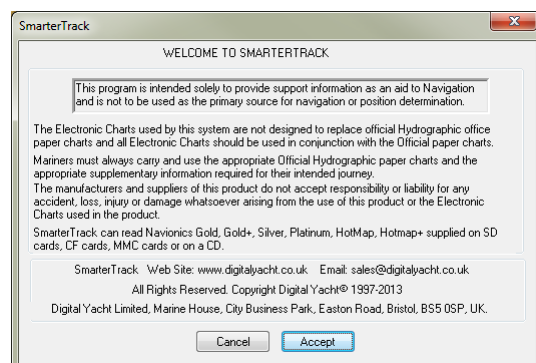 SmarterTrack
WELCOME TO SMARTERTRACK
This program is intended solely to provide support information as an aid to Navigation
and is not to be used as the primary source for navigation or position determination.
The Electronic Charts used by this system are not designed to replace official Hydrographic office
paper charts and all Electronic Charts should be used in conjunction with the Official paper charts.
Mariners must always carry and use the appropriate Official Hydrographic paper charts and the
appropriate supplementary information required for their intended journey.
The manufacturers and suppliers of this product do not accept responsibility or liability for any
accident, loss, injury or damage whatsoever arising from the use of this product or the Electronic
Charts used in the product.
SmarterTrack can read Navionics Gold, Gold+, Silver, Platinum, HotMap, Hotmap+ supplied on SD
cards, CF cards, MMC cards or on a CD.
SmarterTrack Web Site: www.digitalyacht.co.uk Email: sales@digitalyacht.co.uk
All Rights Reserved. Copyright Digital Yacht© 1997-2013
Digital Yacht Limited, Marine House, City Business Park, Easton Road, Bristol, BS5 0SP, UK.
Cancel Accept